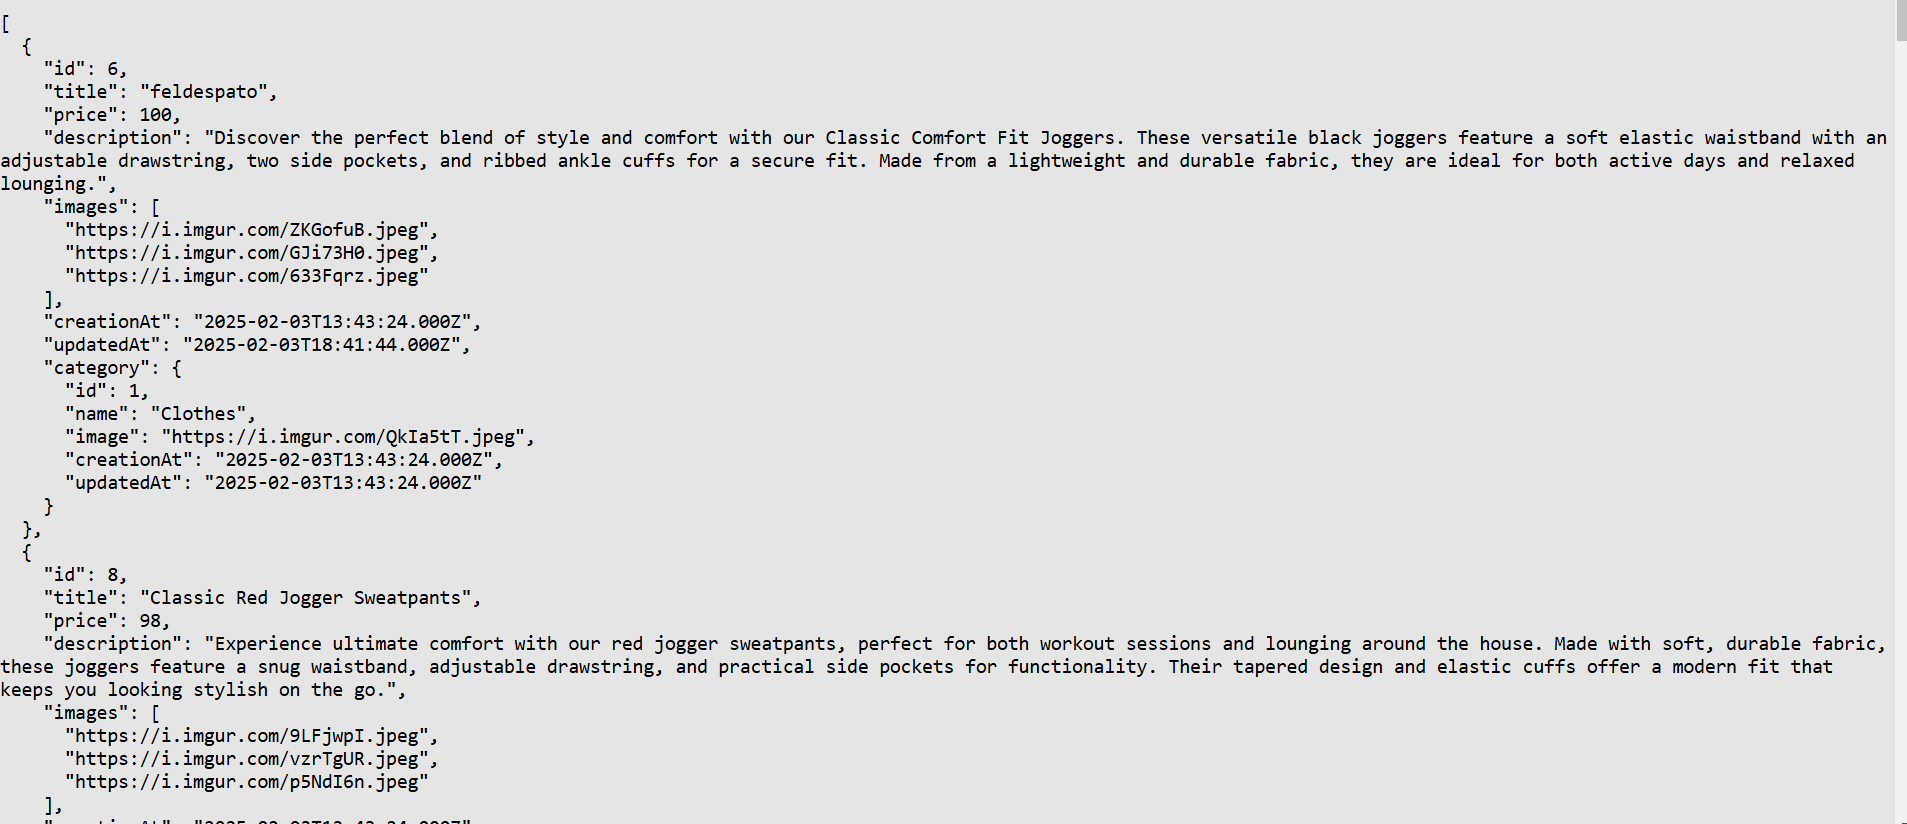 [
  {
    "id": 6,
    "title": "feldespato",
    "price": 100,
    "description": "Discover the perfect blend of style and comfort with our Classic Comfort Fit Joggers. These versatile black joggers feature a soft elastic waistband with an
adjustable drawstring, two side pockets, and ribbed ankle cuffs for a secure fit. Made from a lightweight and durable fabric, they are ideal for both active days and relaxed
lounging.",
    "images": [
      "https://i.imgur.com/ZKGofuB.jpeg",
      "https://i.imgur.com/GJi73H0.jpeg",
      "https://i.imgur.com/633Fqrz.jpeg"
    ],
    "creationAt": "2025-02-03T13:43:24.000Z",
    "updatedAt": "2025-02-03T18:41:44.000Z",
    "category": {
      "id": 1,
      "name": "Clothes",
      "image": "https://i.imgur.com/QkIa5tT.jpeg",
      "creationAt": "2025-02-03T13:43:24.000Z",
      "updatedAt": "2025-02-03T13:43:24.000Z"
    }
  },
  {
    "id": 8,
    "title": "Classic Red Jogger Sweatpants",
    "price": 98,
    "description": "Experience ultimate comfort with our red jogger sweatpants, perfect for both workout sessions and lounging around the house. Made with soft, durable fabric,
these joggers feature a snug waistband, adjustable drawstring, and practical side pockets for functionality. Their tapered design and elastic cuffs offer a modern fit that
keeps you looking stylish on the go.",
    "images": [
      "https://i.imgur.com/9LFjwpI.jpeg",
      "https://i.imgur.com/vzrTgUR.jpeg",
      "https://i.imgur.com/p5NdI6n.jpeg"
    ],